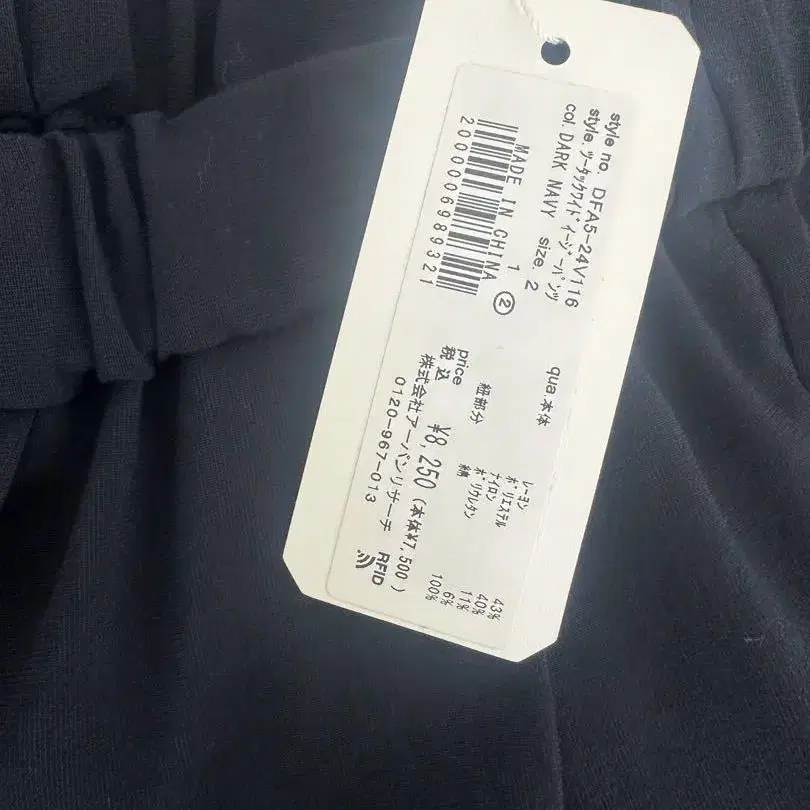 style no. DFA5-24V116
style. ツータックワイドイージーパンツ
col. DARK NAVY size. 2
MADE IN CHINA 1 ②
2000006989321
qua.本体 レーヨン 43%
ポリエステル 40%
ナイロン 11%
ポリウレタン 6%
紐部分 綿 100%
price
税込 ¥8,250 (本体¥7,500)
株式会社アーバンリサーチ
0120-967-013
RFID